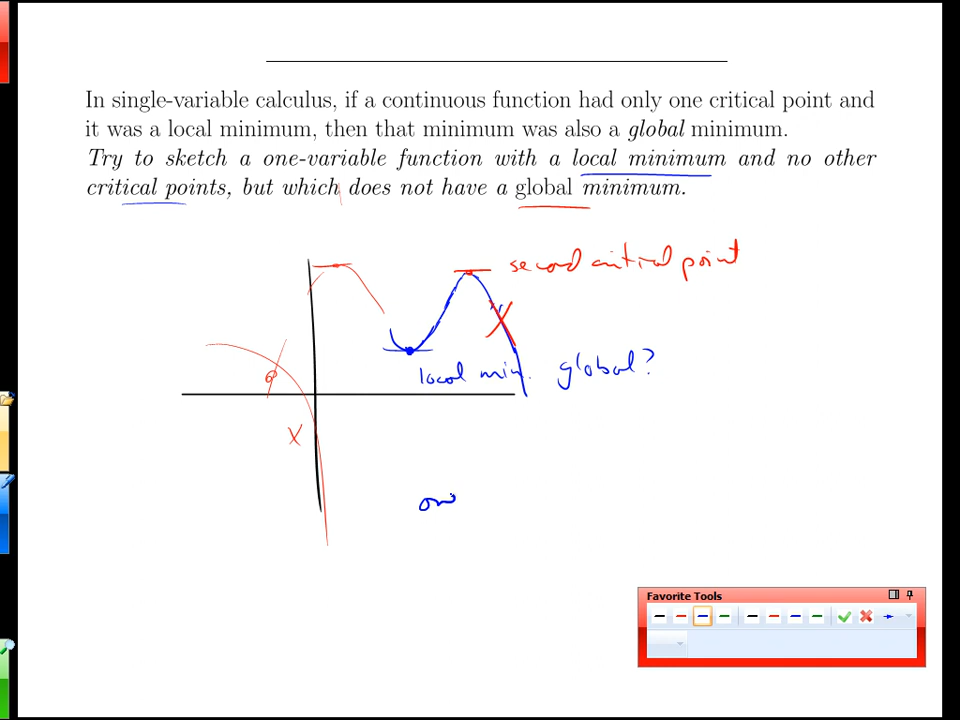 In single-variable calculus, if a continuous function had only one critical point and
it was a local minimum, then that minimum was also a global minimum.
Try to sketch a one-variable function with a local minimum and no other
critical points, but which does not have a global minimum.
second critical point
local min. global?
Favorite Tools